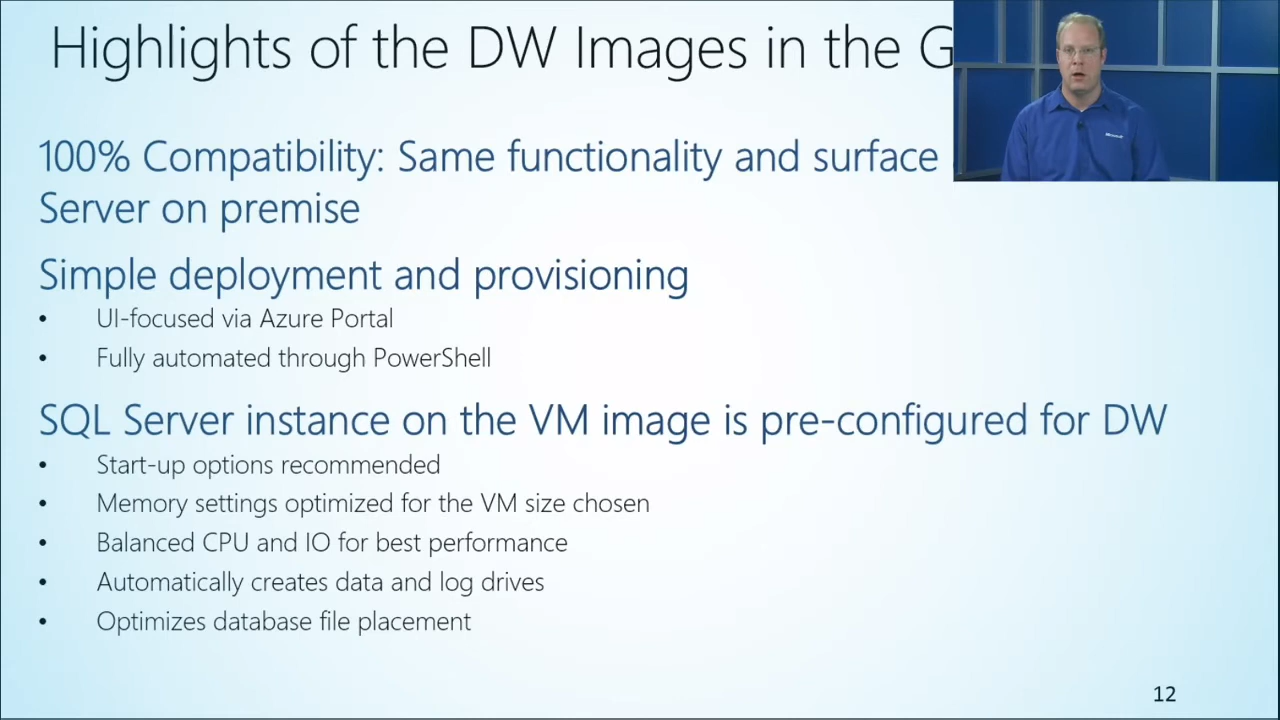 Highlights of the DW Images in the G
100% Compatibility: Same functionality and surface
Server on premise
Simple deployment and provisioning
• UI-focused via Azure Portal
• Fully automated through PowerShell
SQL Server instance on the VM image is pre-configured for DW
• Start-up options recommended
• Memory settings optimized for the VM size chosen
• Balanced CPU and IO for best performance
• Automatically creates data and log drives
• Optimizes database file placement
12